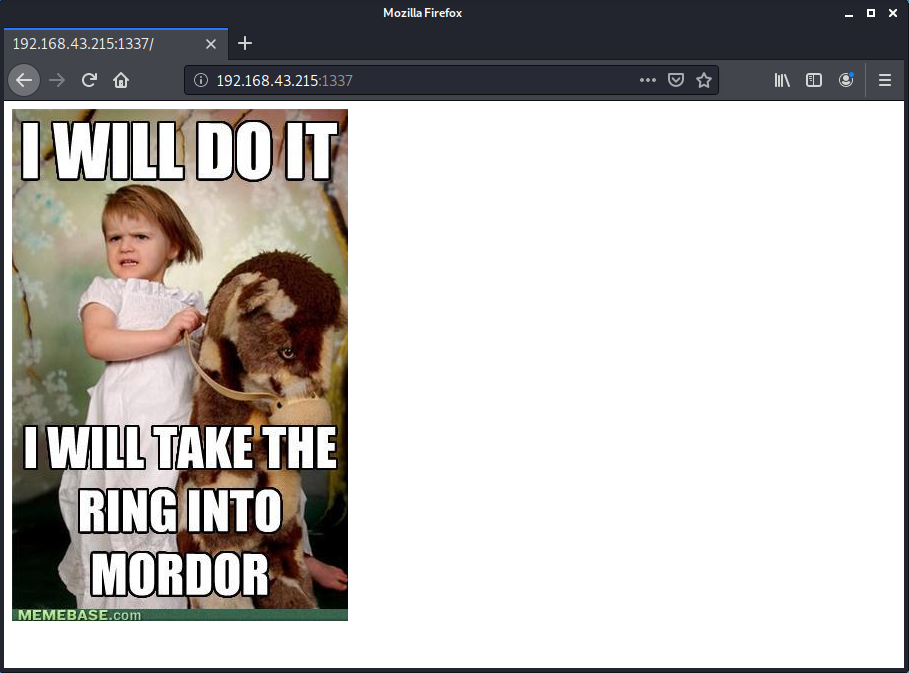 Mozilla Firefox
192.168.43.215:1337/
192.168.43.215:1337
I WILL DO IT
I WILL TAKE THE
RING INTO
MORDOR
MEMEBASE.com